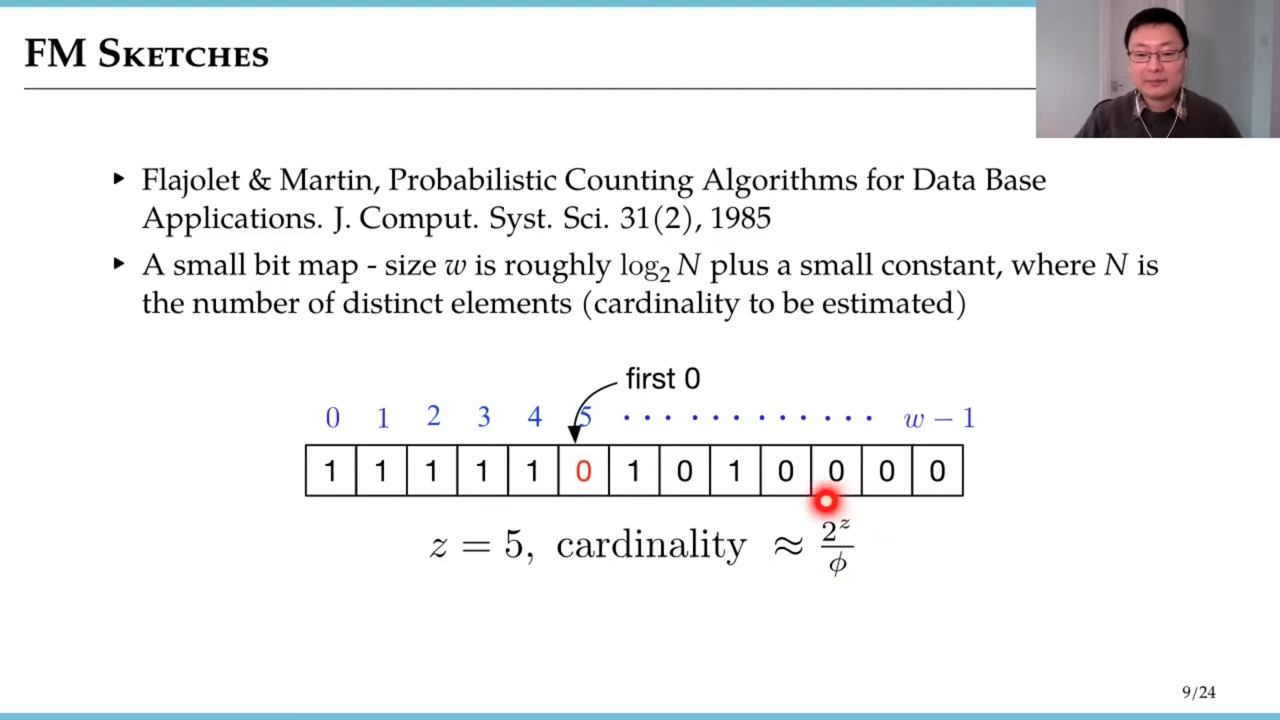 FM Sketches
‣ Flajolet & Martin, Probabilistic Counting Algorithms for Data Base
Applications. J. Comput. Syst. Sci. 31(2), 1985
‣ A small bit map - size w is roughly log₂ N plus a small constant, where N is
the number of distinct elements (cardinality to be estimated)
first 0
0 1 2 3 4 5 · · · · · · · · · · · · w − 1
1 1 1 1 1 0 1 0 1 0 0 0 0
z = 5, cardinality ≈ 2^z/ϕ
9/24